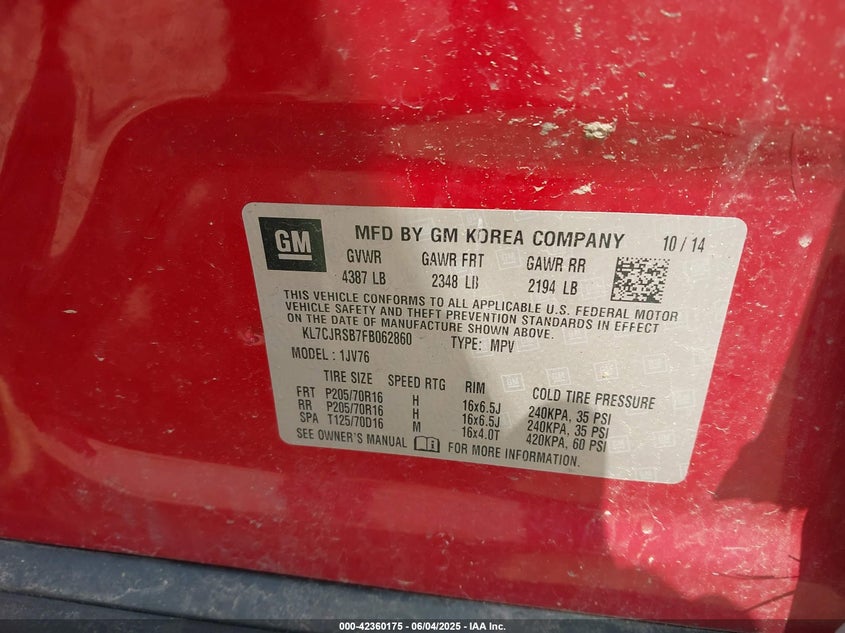 GM MFD BY GM KOREA COMPANY 10 / 14
GVWR GAWR FRT GAWR RR
4387 LB 2348 LB 2194 LB
THIS VEHICLE CONFORMS TO ALL APPLICABLE U.S. FEDERAL MOTOR
VEHICLE SAFETY AND THEFT PREVENTION STANDARDS IN EFFECT
ON THE DATE OF MANUFACTURE SHOWN ABOVE.
KL7CJRSB7FB062860 TYPE: MPV
MODEL : 1JV76
TIRE SIZE SPEED RTG RIM COLD TIRE PRESSURE
FRT P205/70R16 H 16x6.5J 240KPA, 35 PSI
RR P205/70R16 H 16x6.5J 240KPA, 35 PSI
SPA T125/70D16 M 16x4.0T 420KPA, 60 PSI
SEE OWNER'S MANUAL FOR MORE INFORMATION.
000-42360175 - 06/04/2025 - IAA Inc.